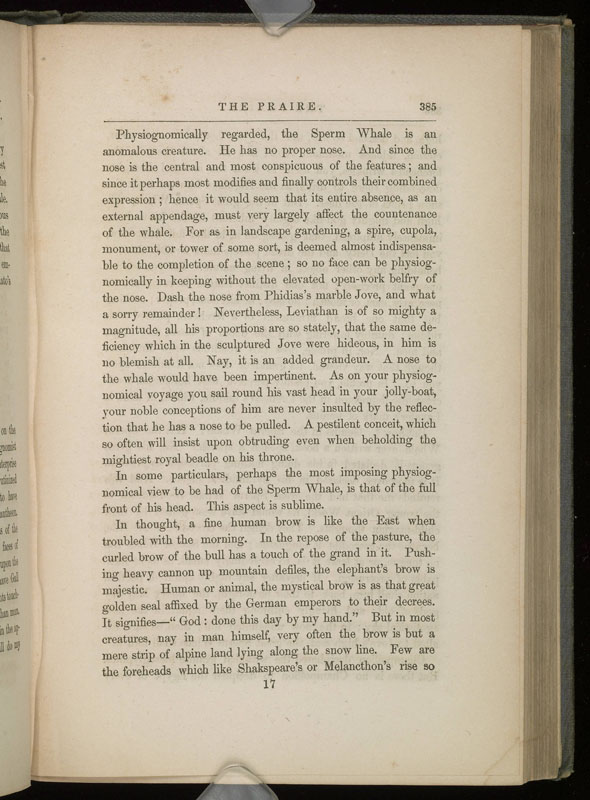 THE PRAIRE. 385
Physiognomically regarded, the Sperm Whale is an
anomalous creature. He has no proper nose. And since the
nose is the central and most conspicuous of the features; and
since it perhaps most modifies and finally controls their combined
expression; hence it would seem that its entire absence, as an
external appendage, must very largely affect the countenance
of the whale. For as in landscape gardening, a spire, cupola,
monument, or tower of some sort, is deemed almost indispensa-
ble to the completion of the scene; so no face can be physiog-
nomically in keeping without the elevated open-work belfry of
the nose. Dash the nose from Phidias's marble Jove, and what
a sorry remainder! Nevertheless, Leviathan is of so mighty a
magnitude, all his proportions are so stately, that the same de-
ficiency which in the sculptured Jove were hideous, in him is
no blemish at all. Nay, it is an added grandeur. A nose to
the whale would have been impertinent. As on your physiog-
nomical voyage you sail round his vast head in your jolly-boat,
your noble conceptions of him are never insulted by the reflec-
tion that he has a nose to be pulled. A pestilent conceit, which
so often will insist upon obtruding even when beholding the
mightiest royal beadle on his throne.
In some particulars, perhaps the most imposing physiog-
nomical view to be had of the Sperm Whale, is that of the full
front of his head. This aspect is sublime.
In thought, a fine human brow is like the East when
troubled with the morning. In the repose of the pasture, the
curled brow of the bull has a touch of the grand in it. Push-
ing heavy cannon up mountain defiles, the elephant's brow is
majestic. Human or animal, the mystical brow is as that great
golden seal affixed by the German emperors to their decrees.
It signifies—"God: done this day by my hand." But in most
creatures, nay in man himself, very often the brow is but a
mere strip of alpine land lying along the snow line. Few are
the foreheads which like Shakspeare's or Melancthon's rise so
17